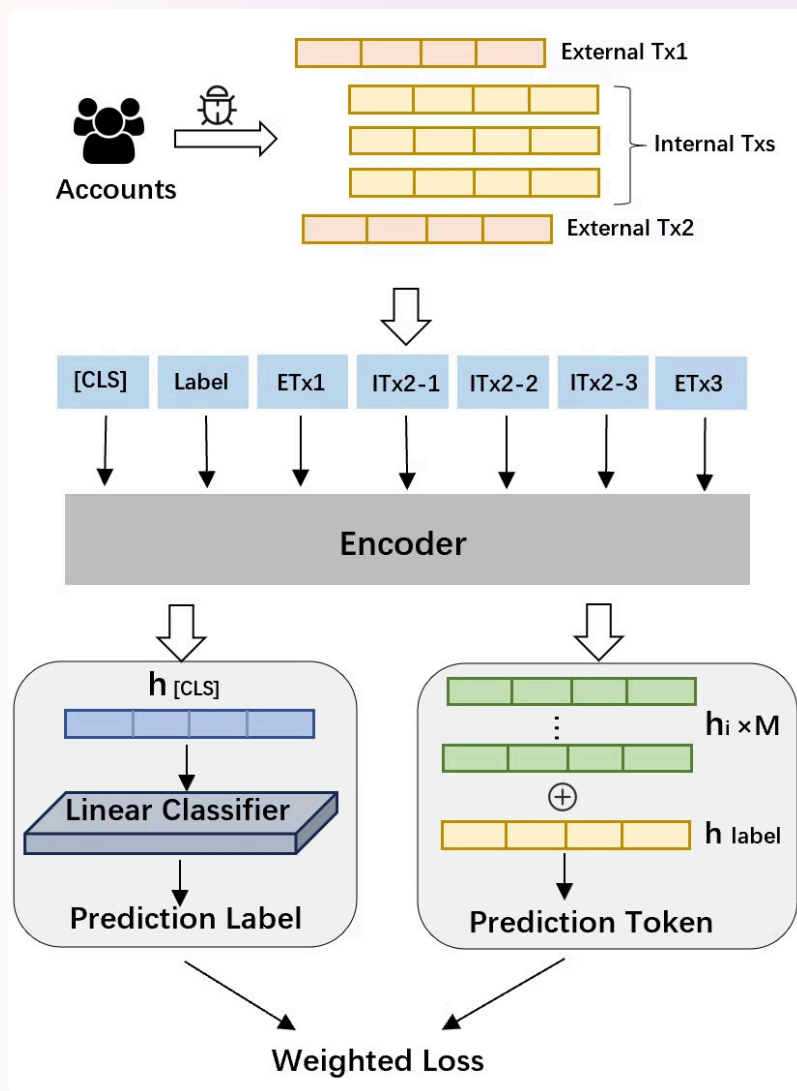 External Tx1
Accounts
Internal Txs
External Tx2
[CLS] Label ETx1 ITx2-1 ITx2-2 ITx2-3 ETx3
Encoder
h [CLS]
Linear Classifier
Prediction Label
hi ×M
⊕
h label
Prediction Token
Weighted Loss